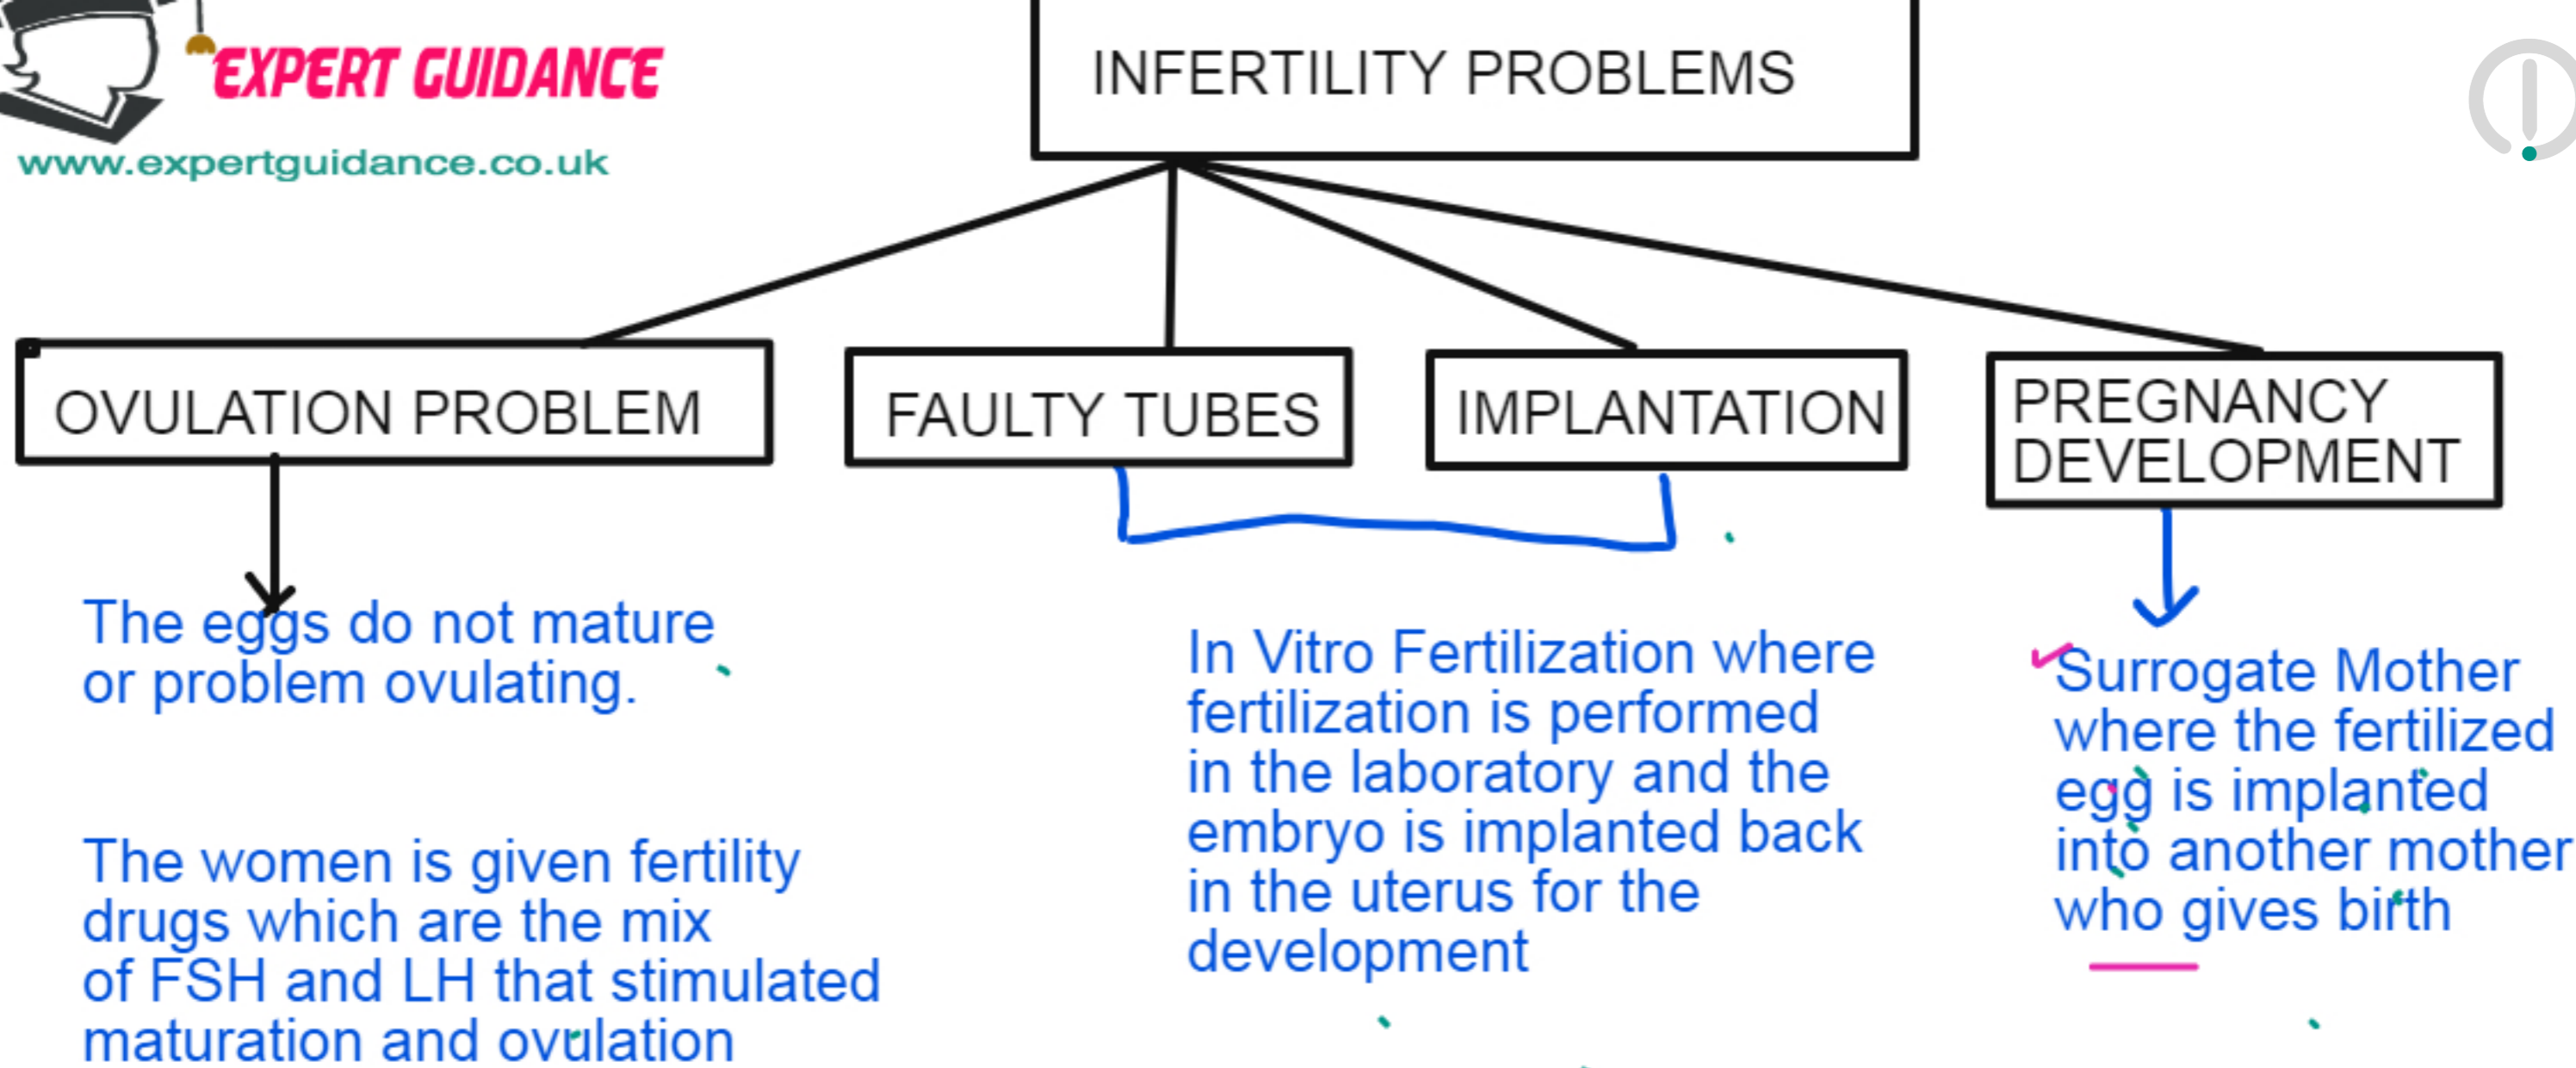 EXPERT GUIDANCE
www.expertguidance.co.uk
INFERTILITY PROBLEMS
OVULATION PROBLEM
FAULTY TUBES
IMPLANTATION
PREGNANCY
DEVELOPMENT
The eggs do not mature
or problem ovulating.
The women is given fertility
drugs which are the mix
of FSH and LH that stimulated
maturation and ovulation
In Vitro Fertilization where
fertilization is performed
in the laboratory and the
embryo is implanted back
in the uterus for the
development
Surrogate Mother
where the fertilized
egg is implanted
into another mother
who gives birth